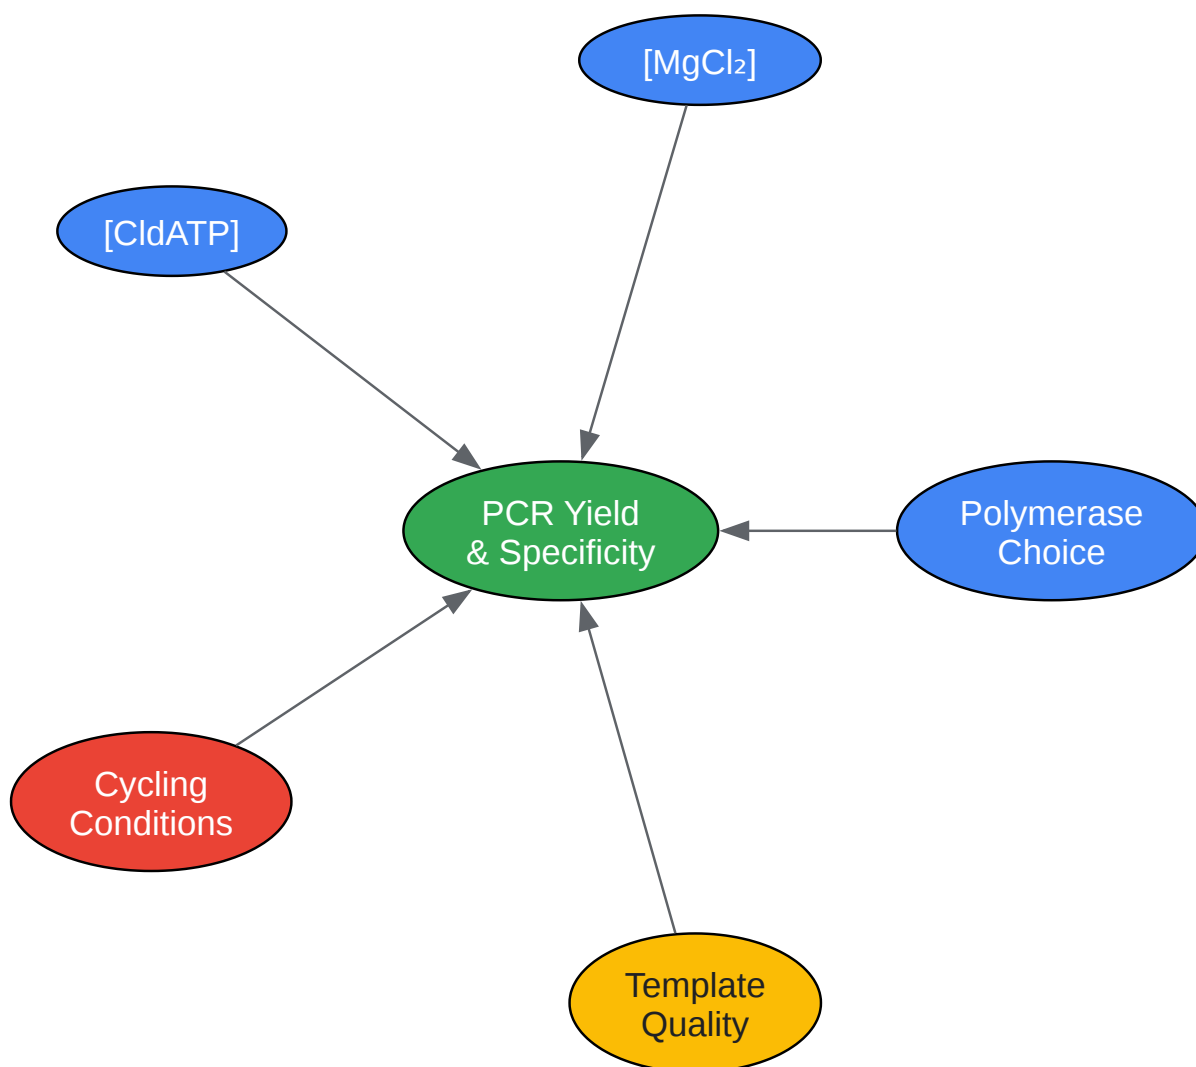 [MgCl₂]
[CldATP]
PCR Yield
& Specificity
Polymerase
Choice
Cycling
Conditions
Template
Quality